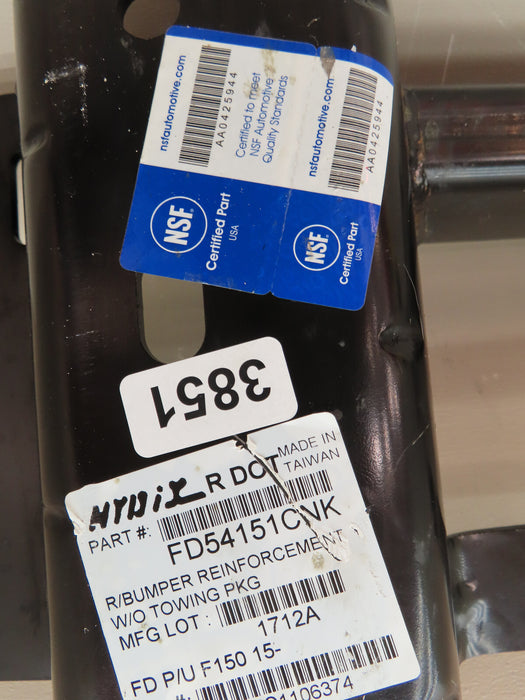 nsfautomotive.com
AA0425944
Certified to meet
NSF Automotive
Quality Standards
NSF
Certified Part
USA
nsfautomotive.com
AA0425944
NSF
Certified Part
USA
3851
R DOT
MADE IN
TAIWAN
PART #:
FD54151CNK
R/BUMPER REINFORCEMENT
W/O TOWING PKG
MFG LOT :
1712A
FD P/U F150 15-
#:
1106374